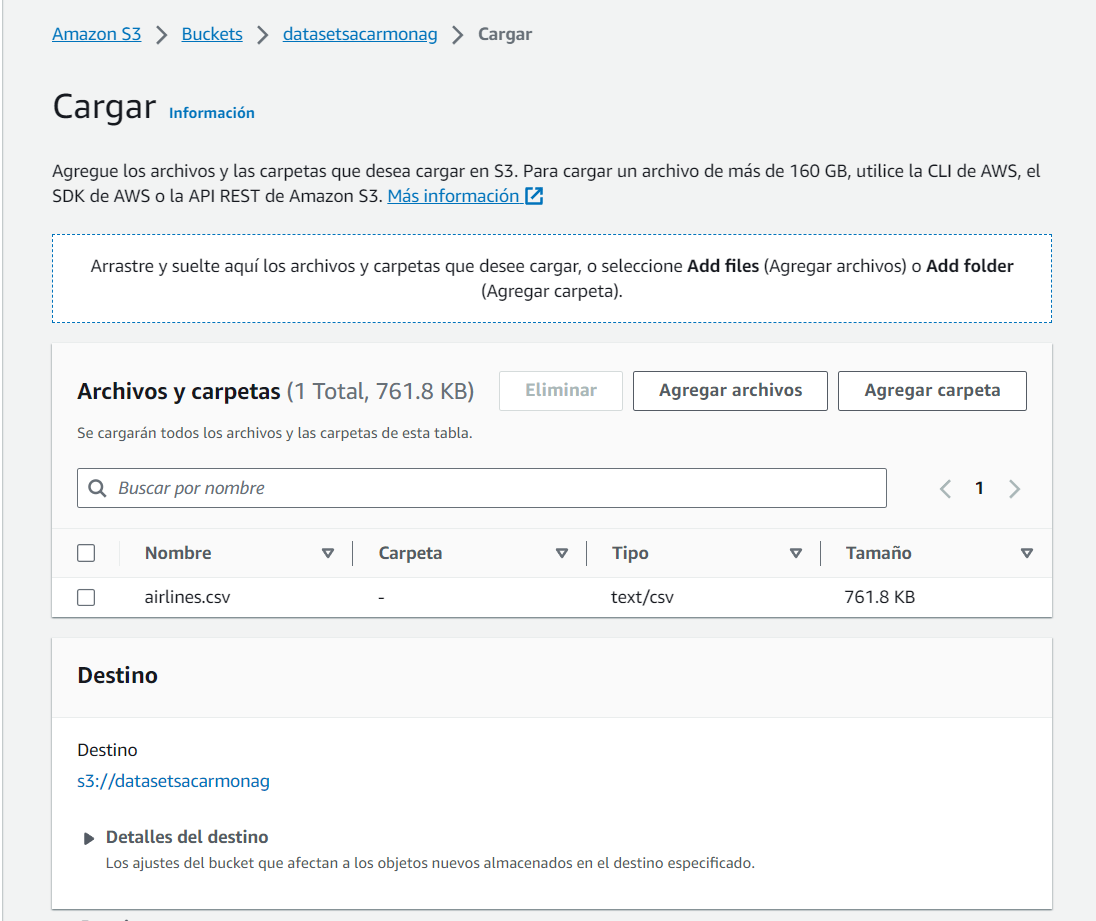 Amazon S3 > Buckets > datasetsacarmonag > Cargar
Cargar Información
Agregue los archivos y las carpetas que desea cargar en S3. Para cargar un archivo de más de 160 GB, utilice la CLI de AWS, el
SDK de AWS o la API REST de Amazon S3. Más información
Arrastre y suelte aquí los archivos y carpetas que desee cargar, o seleccione Add files (Agregar archivos) o Add folder
(Agregar carpeta).
Archivos y carpetas (1 Total, 761.8 KB) Eliminar Agregar archivos Agregar carpeta
Se cargarán todos los archivos y las carpetas de esta tabla.
Buscar por nombre 1
Nombre Carpeta Tipo Tamaño
airlines.csv - text/csv 761.8 KB
Destino
Destino
s3://datasetsacarmonag
Detalles del destino
Los ajustes del bucket que afectan a los objetos nuevos almacenados en el destino especificado.